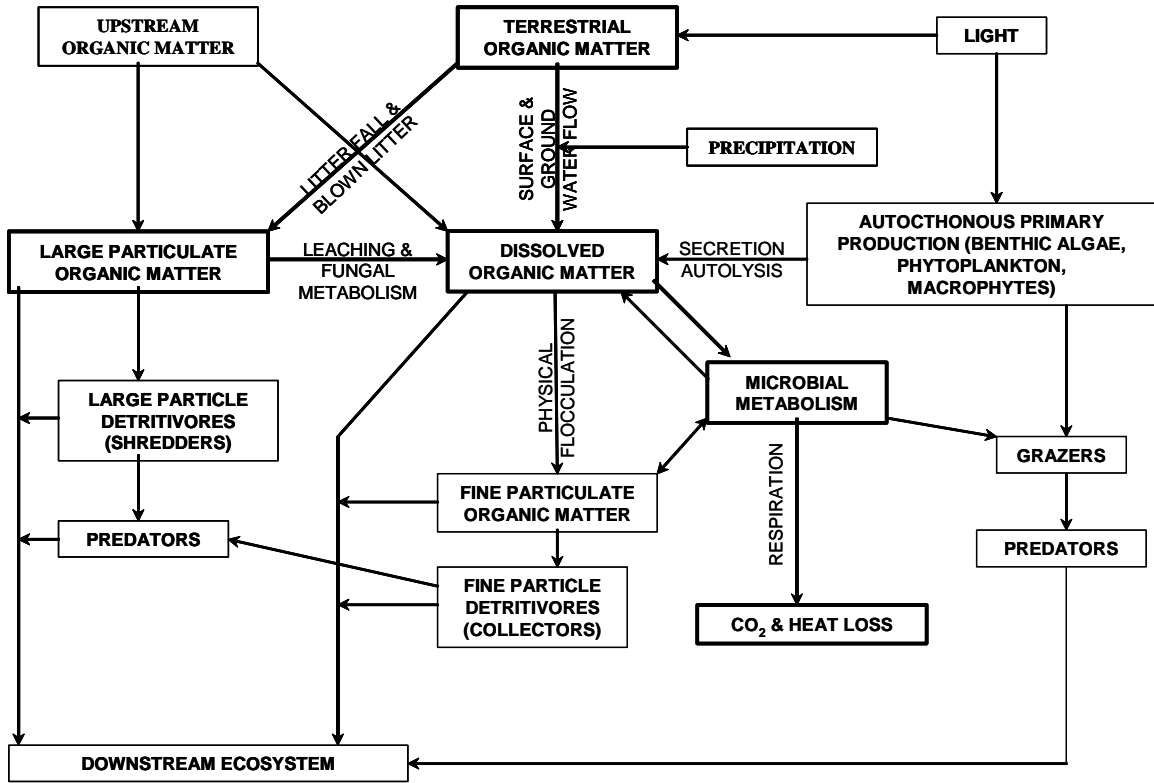 UPSTREAM
ORGANIC MATTER
TERRESTRIAL
ORGANIC MATTER
LIGHT
LITTER FALL &
BLOWN LITTER
SURFACE &
GROUND
WATER FLOW
PRECIPITATION
LARGE PARTICULATE
ORGANIC MATTER
LEACHING &
FUNGAL
METABOLISM
DISSOLVED
ORGANIC MATTER
SECRETION
AUTOLYSIS
AUTOCTHONOUS PRIMARY
PRODUCTION (BENTHIC ALGAE,
PHYTOPLANKTON,
MACROPHYTES)
PHYSICAL
FLOCCULATION
MICROBIAL
METABOLISM
LARGE PARTICLE
DETRITIVORES
(SHREDDERS)
GRAZERS
FINE PARTICULATE
ORGANIC MATTER
RESPIRATION
PREDATORS
PREDATORS
FINE PARTICLE
DETRITIVORES
(COLLECTORS)
CO₂ & HEAT LOSS
DOWNSTREAM ECOSYSTEM